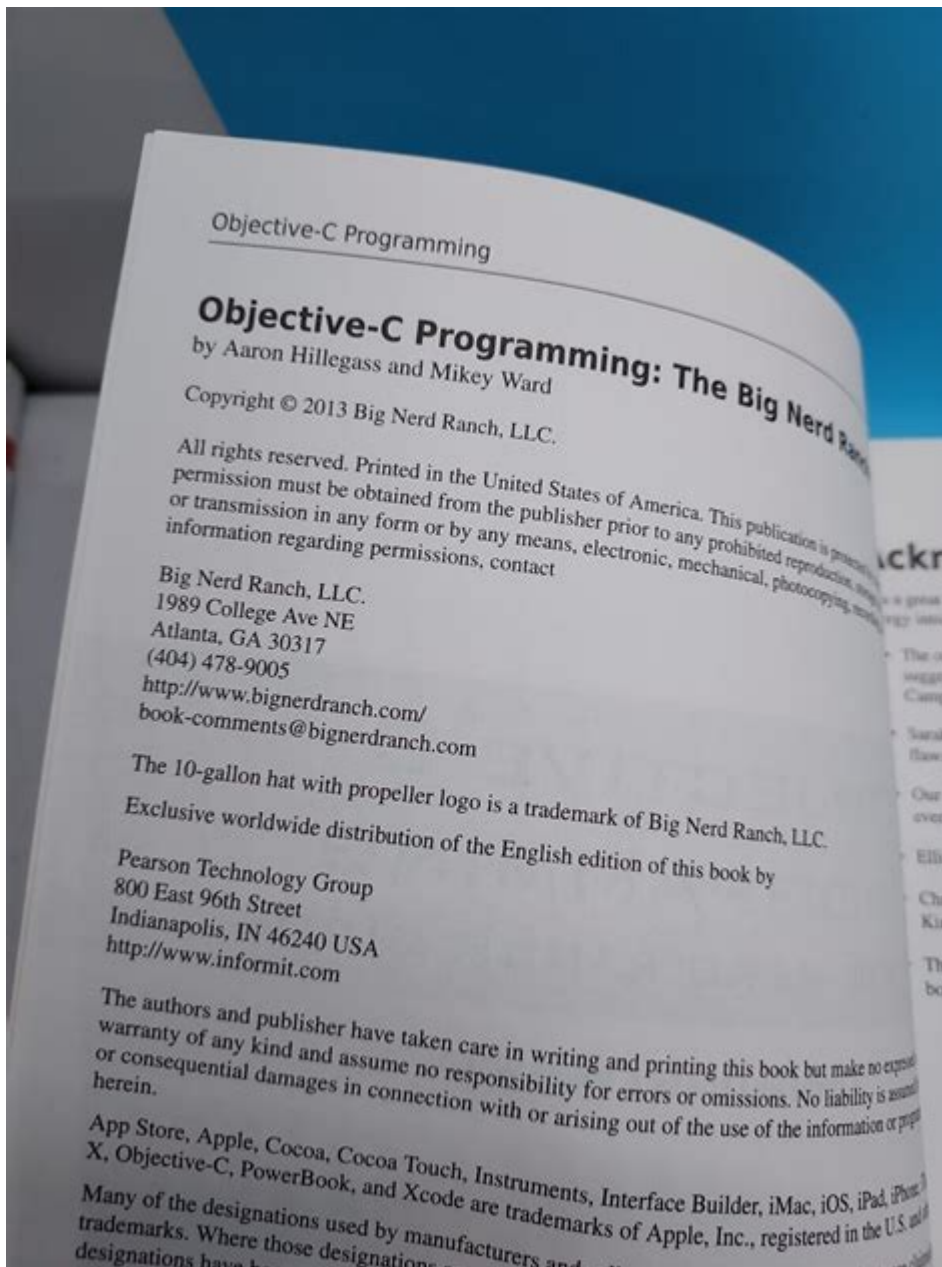 Objective-C Programming
Objective-C Programming: The Big Nerd Ranch
by Aaron Hillegass and Mikey Ward
Copyright © 2013 Big Nerd Ranch, LLC.
All rights reserved. Printed in the United States of America. This publication is protected
permission must be obtained from the publisher prior to any prohibited reproduction,
or transmission in any form or by any means, electronic, mechanical, photocopying,
information regarding permissions, contact
Big Nerd Ranch, LLC.
1989 College Ave NE
Atlanta, GA 30317
(404) 478-9005
http://www.bignerdranch.com/
book-comments@bignerdranch.com
The 10-gallon hat with propeller logo is a trademark of Big Nerd Ranch, LLC.
Exclusive worldwide distribution of the English edition of this book by
Pearson Technology Group
800 East 96th Street
Indianapolis, IN 46240 USA
http://www.informit.com
The authors and publisher have taken care in writing and printing this book but make no
warranty of any kind and assume no responsibility for errors or omissions. No liability is
or consequential damages in connection with or arising out of the use of the information or
herein.
App Store, Apple, Cocoa, Cocoa Touch, Instruments, Interface Builder, iMac, iOS, iPad, iPhone,
X, Objective-C, PowerBook, and Xcode are trademarks of Apple, Inc., registered in the U.S. and
Many of the designations used by manufacturers and
trademarks. Where those designations
designations have